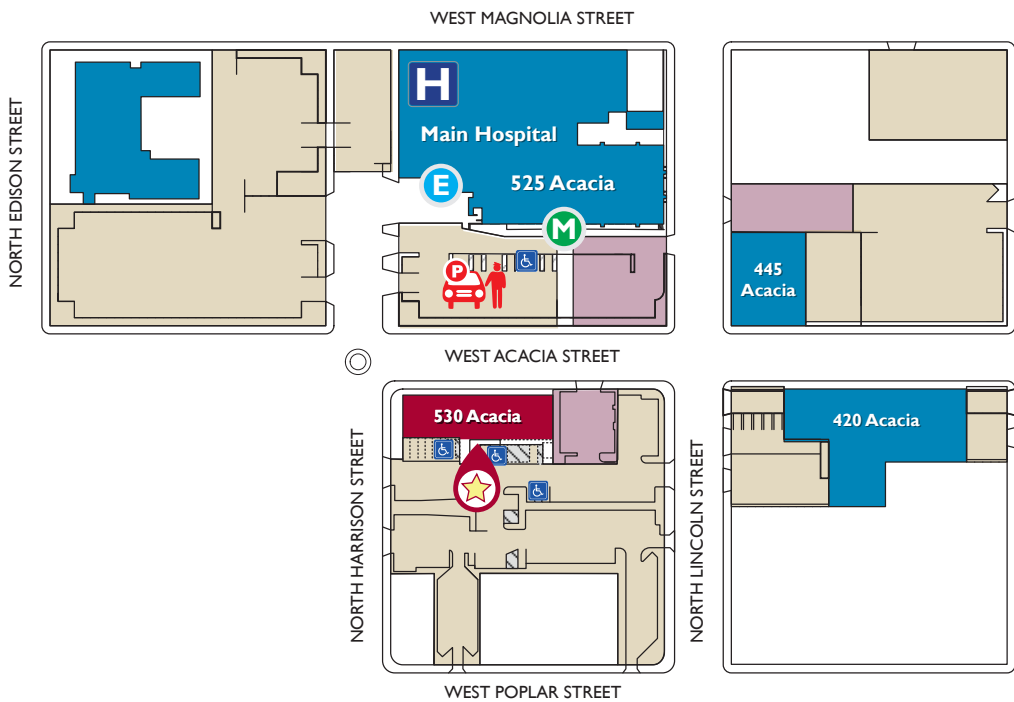 WEST MAGNOLIA STREET
NORTH EDISON STREET
H
Main Hospital
E
525 Acacia
M
P
445
Acacia
WEST ACACIA STREET
530 Acacia
420 Acacia
NORTH HARRISON STREET
NORTH LINCOLN STREET
WEST POPLAR STREET